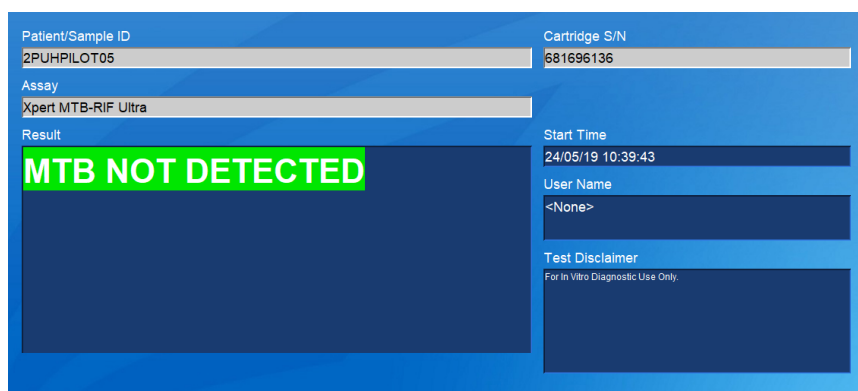 Patient/Sample ID
2PUHPILOT05
Cartridge S/N
681696136
Assay
Xpert MTB-RIF Ultra
Result
MTB NOT DETECTED
Start Time
24/05/19 10:39:43
User Name
<None>
Test Disclaimer
For In Vitro Diagnostic Use Only.